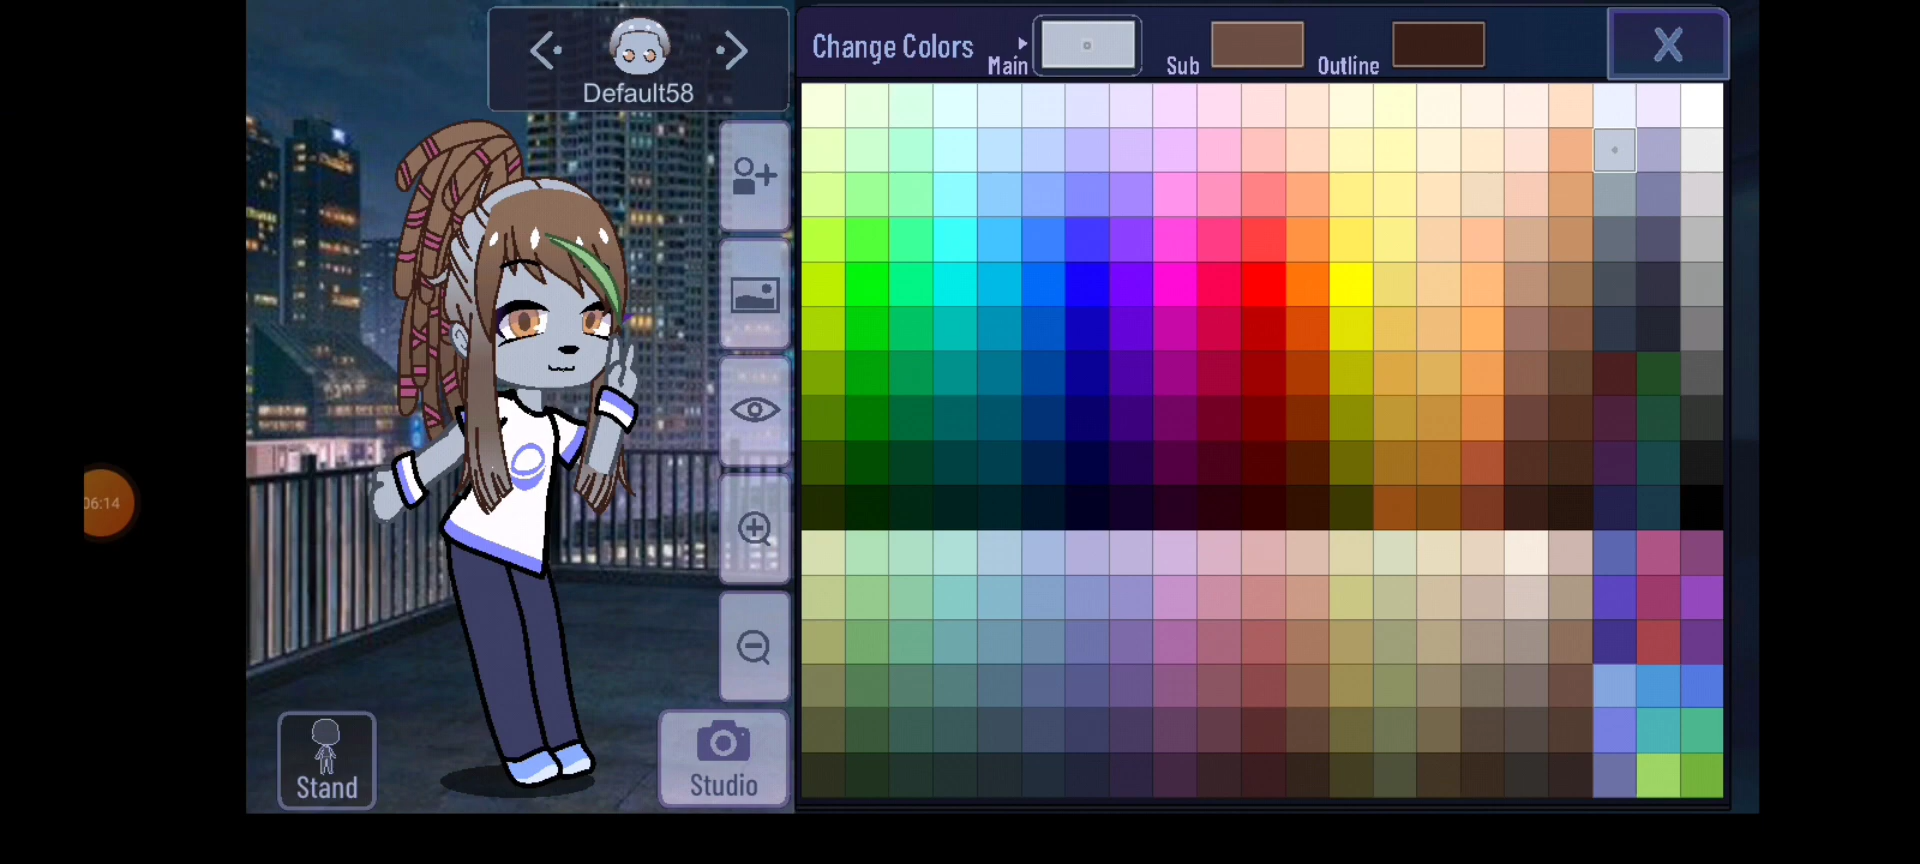 Default58
Change Colors
Main
Sub
Outline
X
06:14
Stand
Studio